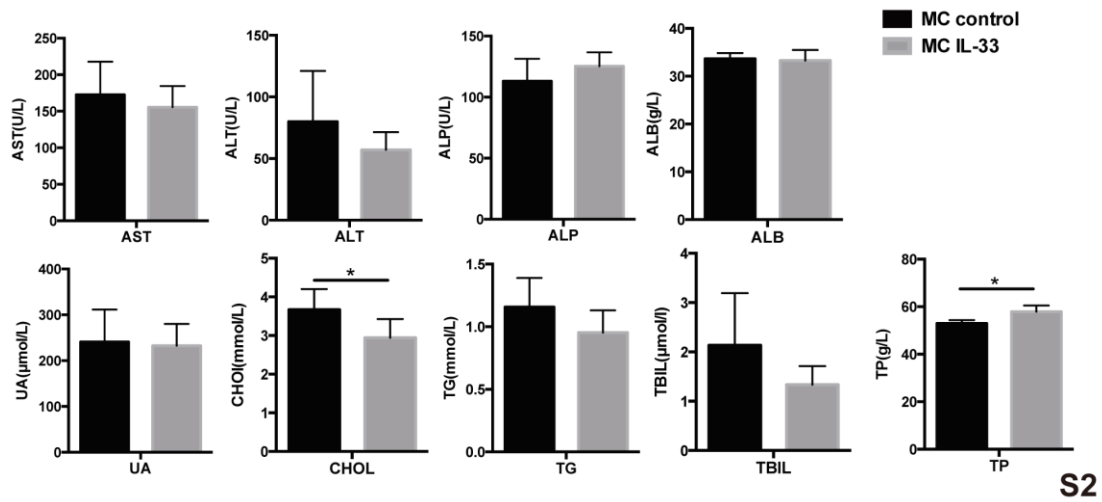 MC control
MC IL-33
AST(U/L)
250
200
150
100
50
0
AST
ALT(U/L)
150
100
50
0
ALT
ALP(U/L)
150
100
50
0
ALP
ALB(g/L)
40
30
20
10
0
ALB
UA(μmol/L)
400
300
200
100
0
UA
CHOl(mmol/L)
5
4
3
2
1
0
*
CHOL
TG(mmol/L)
1.5
1.0
0.5
0.0
TG
TBIL(μmol/l)
4
3
2
1
0
TBIL
TP(g/L)
80
60
40
20
0
*
TP
S2